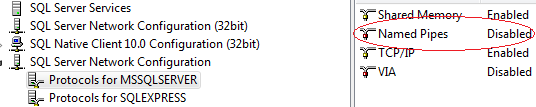 SQL Server Services
SQL Server Network Configuration (32bit)
SQL Native Client 10.0 Configuration (32bit)
SQL Server Network Configuration
Protocols for MSSQLSERVER
Protocols for SQLEXPRESS
Shared Memory Enabled
Named Pipes Disabled
TCP/IP Enabled
VIA Disabled